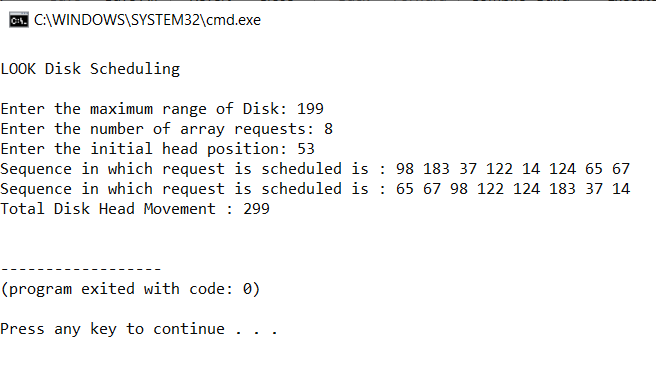 C:\WINDOWS\SYSTEM32\cmd.exe
LOOK Disk Scheduling
Enter the maximum range of Disk: 199
Enter the number of array requests: 8
Enter the initial head position: 53
Sequence in which request is scheduled is : 98 183 37 122 14 124 65 67
Sequence in which request is scheduled is : 65 67 98 122 124 183 37 14
Total Disk Head Movement : 299
------------------
(program exited with code: 0)
Press any key to continue . . .